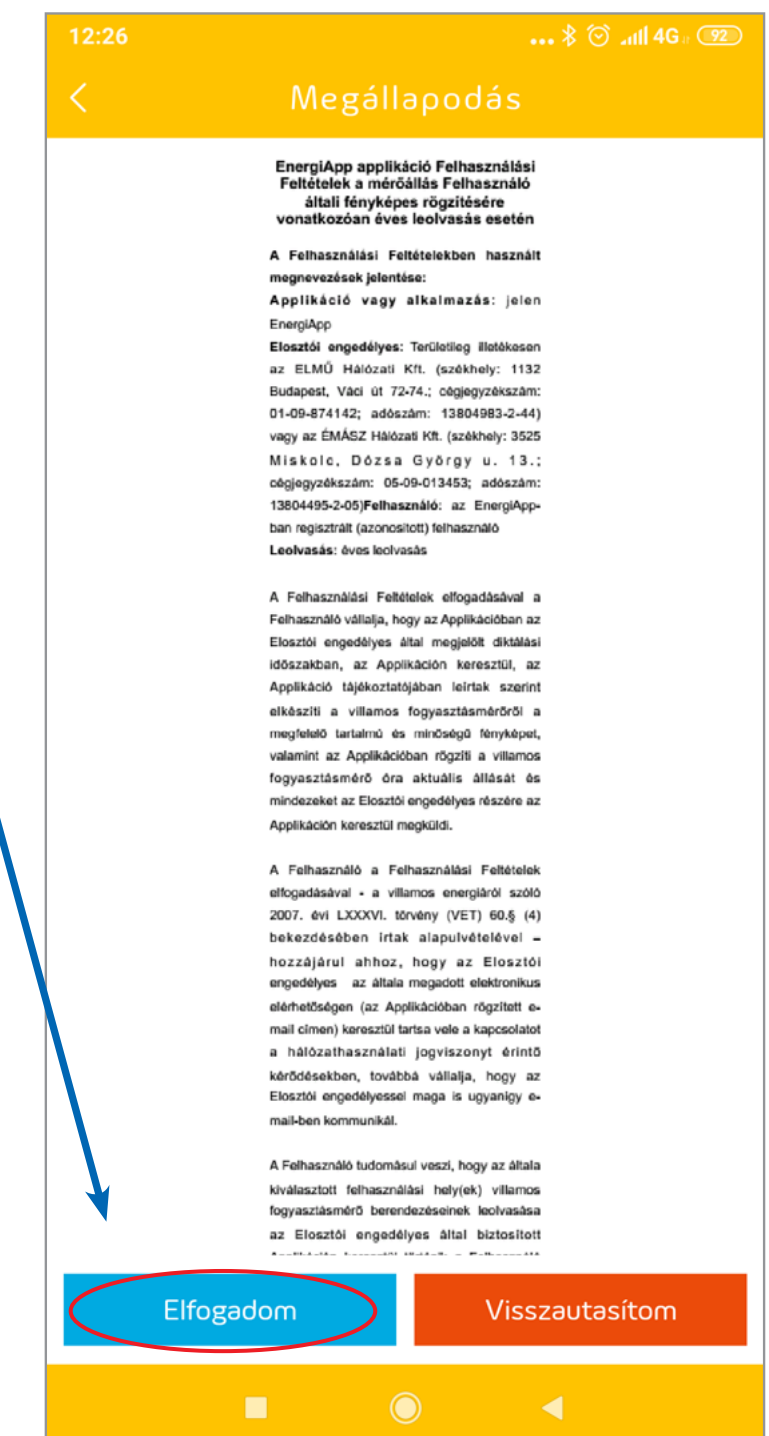 12:26
4G 92
Megállapodás
EnergiApp applikáció Felhasználási
Feltételek a mérőállás Felhasználó
általi fényképes rögzítésére
vonatkozóan éves leolvasás esetén
A Felhasználási Feltételekben használt
megnevezések jelentése:
Applikáció vagy alkalmazás: jelen
EnergiApp
Elosztói engedélyes: Területileg illetékesen
az ELMŰ Hálózati Kft. (székhely: 1132
Budapest, Váci út 72-74.; cégjegyzékszám:
01-09-874142; adószám: 13804983-2-44)
vagy az ÉMÁSZ Hálózati Kft. (székhely: 3525
Miskolc, Dózsa György u. 13.;
cégjegyzékszám: 05-09-013453; adószám:
13804495-2-05)Felhasználó: az EnergiApp-
ban regisztrált (azonosított) felhasználó
Leolvasás: éves leolvasás
A Felhasználási Feltételek elfogadásával a
Felhasználó vállalja, hogy az Applikációban az
Elosztói engedélyes által megjelölt diktálási
időszakban, az Applikáción keresztül, az
Applikáció tájékoztatójában leírtak szerint
elkészíti a villamos fogyasztásmérőről a
megfelelő tartalmú és minőségű fényképet,
valamint az Applikációban rögzíti a villamos
fogyasztásmérő óra aktuális állását és
mindezeket az Elosztói engedélyes részére az
Applikáción keresztül megküldi.
A Felhasználó a Felhasználási Feltételek
elfogadásával - a villamos energiáról szóló
2007. évi LXXXVI. törvény (VET) 60.§ (4)
bekezdésében írtak alapulvételével –
hozzájárul ahhoz, hogy az Elosztói
engedélyes az általa megadott elektronikus
elérhetőségen (az Applikációban rögzített e-
mail címen) keresztül tartsa vele a kapcsolatot
a hálózathasználati jogviszonyt érintő
kérdésekben, továbbá vállalja, hogy az
Elosztói engedélyessel maga is ugyanígy e-
mail-ben kommunikál.
A Felhasználó tudomásul veszi, hogy az általa
kiválasztott felhasználási hely(ek) villamos
fogyasztásmérő berendezéseinek leolvasása
az Elosztói engedélyes által biztosított
Elfogadom
Visszautasítom